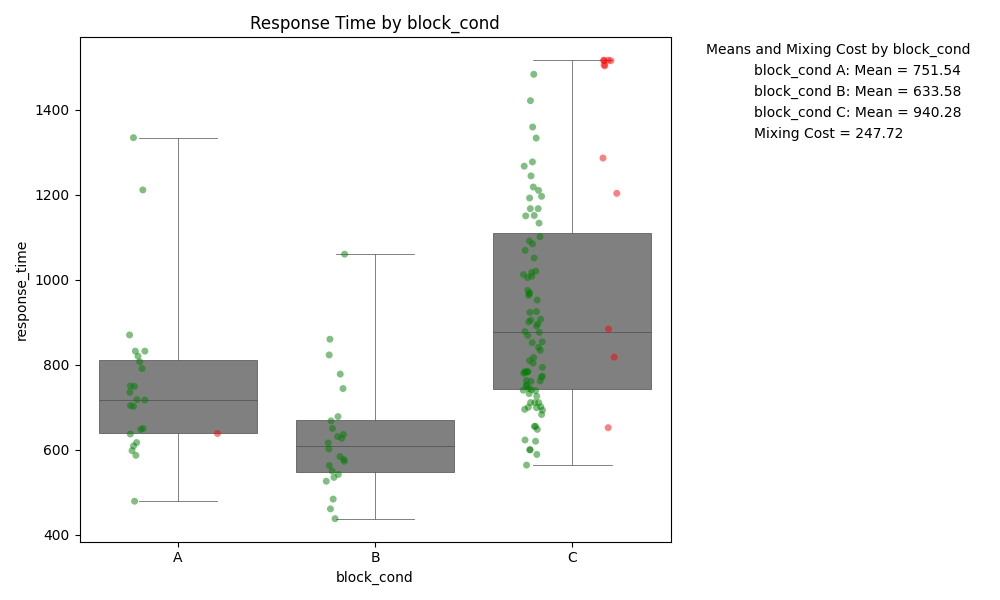 Response Time by block_cond
Means and Mixing Cost by block_cond
block_cond A: Mean = 751.54
block_cond B: Mean = 633.58
block_cond C: Mean = 940.28
Mixing Cost = 247.72
response_time
1400
1200
1000
800
600
400
A B C
block_cond